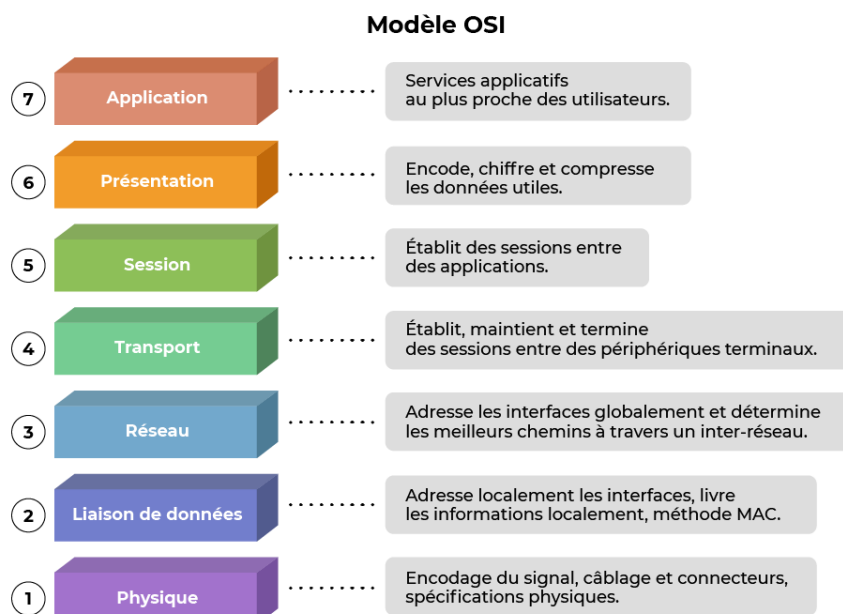 Modèle OSI
7
Application
Services applicatifs
au plus proche des utilisateurs.
6
Présentation
Encode, chiffre et compresse
les données utiles.
5
Session
Établit des sessions entre
des applications.
4
Transport
Établit, maintient et termine
des sessions entre des périphériques terminaux.
3
Réseau
Adresse les interfaces globalement et détermine
les meilleurs chemins à travers un inter-réseau.
2
Liaison de données
Adresse localement les interfaces, livre
les informations localement, méthode MAC.
1
Physique
Encodage du signal, câblage et connecteurs,
spécifications physiques.